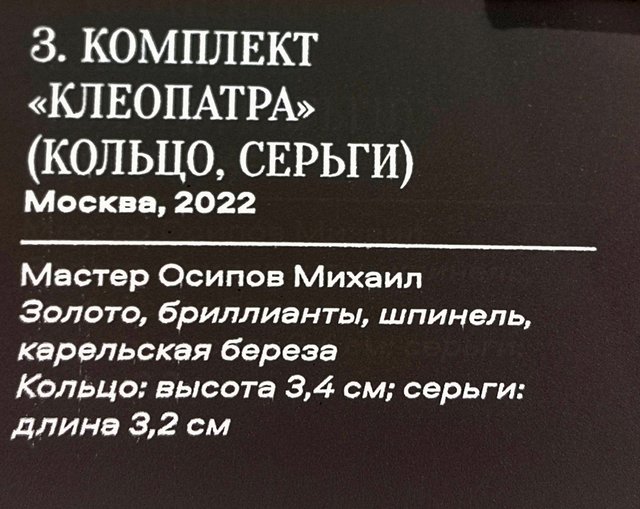 3. КОМПЛЕКТ
«КЛЕОПАТРА»
(КОЛЬЦО, СЕРЬГИ)
Москва, 2022
Мастер Осипов Михаил
Золото, бриллианты, шпинель,
карельская береза
Кольцо: высота 3,4 см; серьги:
длина 3,2 см